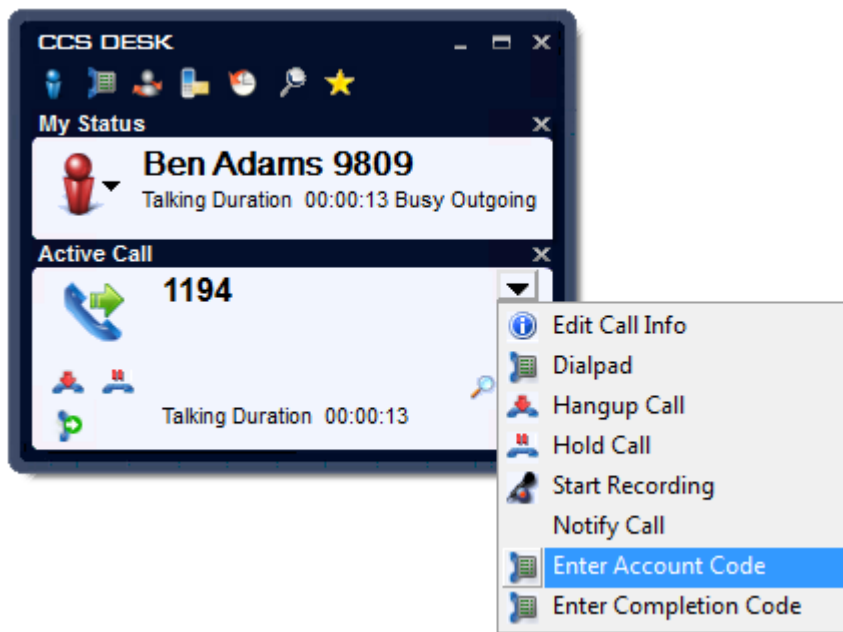 CCS DESK
My Status
Ben Adams 9809
Talking Duration 00:00:13 Busy Outgoing
Active Call
1194
Talking Duration 00:00:13
Edit Call Info
Dialpad
Hangup Call
Hold Call
Start Recording
Notify Call
Enter Account Code
Enter Completion Code